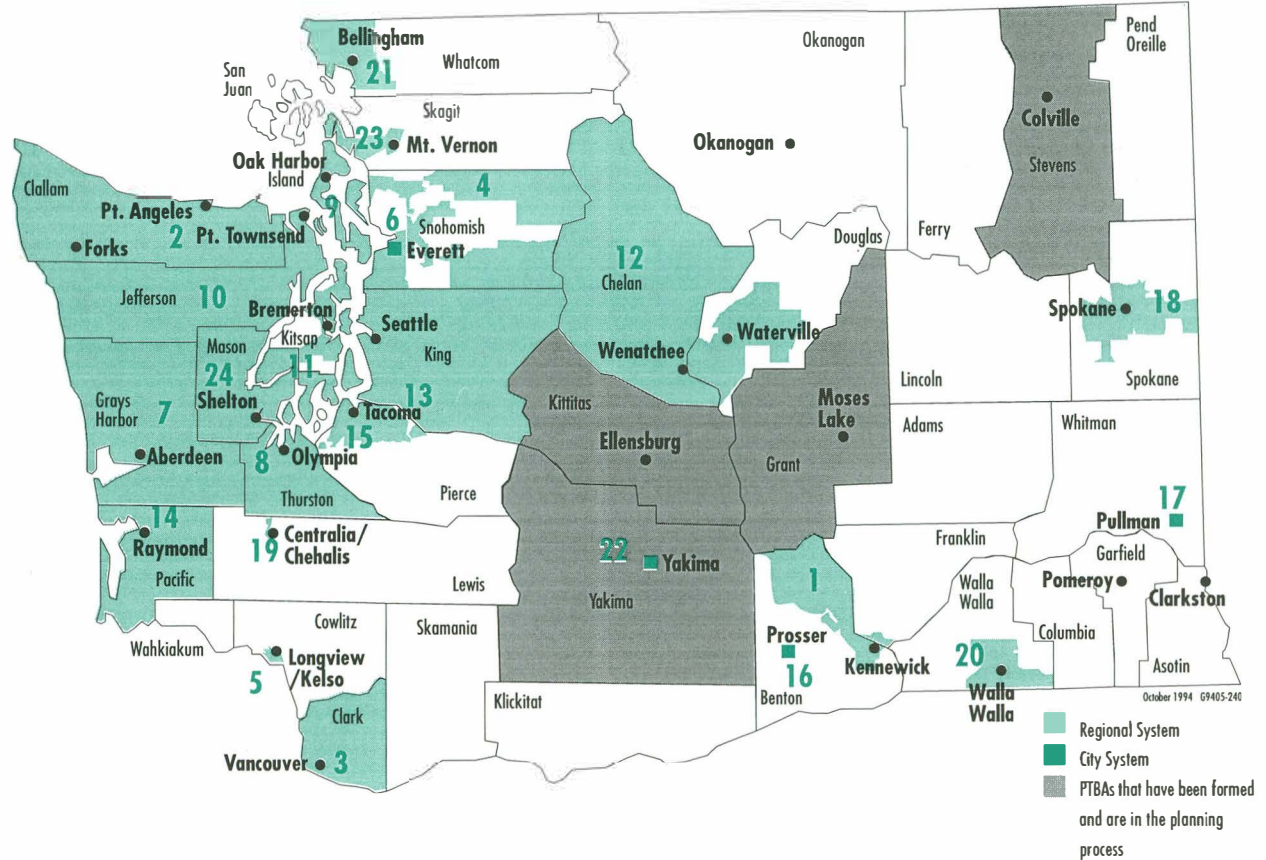 Bellingham
21
Whatcom
Okanogan
Pend
Oreille
San
Juan
Skagit
23
Mt. Vernon
Okanogan
Colville
Stevens
Oak Harbor
Island
9
4
Clallam
Pt. Angeles
2
Pt. Townsend
Forks
6
Snohomish
Everett
Douglas
Ferry
12
Chelan
Jefferson
10
Bremerton
Seattle
Kitsap
King
11
Mason
24
Shelton
Waterville
Wenatchee
Spokane
18
Spokane
Lincoln
13
Tacoma
15
Grays
Harbor
7
Aberdeen
8
Olympia
Thurston
Pierce
Kittitas
Ellensburg
Moses
Lake
Grant
Adams
Whitman
17
Pullman
14
Raymond
Pacific
19
Centralia/
Chehalis
Lewis
22
Yakima
Yakima
Franklin
Garfield
Pomeroy
Clarkston
1
Walla
Walla
Columbia
Asotin
Wahkiakum
Cowlitz
Skamania
Longview
/Kelso
5
Prosser
16
Benton
Kennewick
20
Walla
Walla
Klickitat
Clark
Vancouver
3
October 1994 G9405-240
Regional System
City System
PTBAs that have been formed
and are in the planning
process